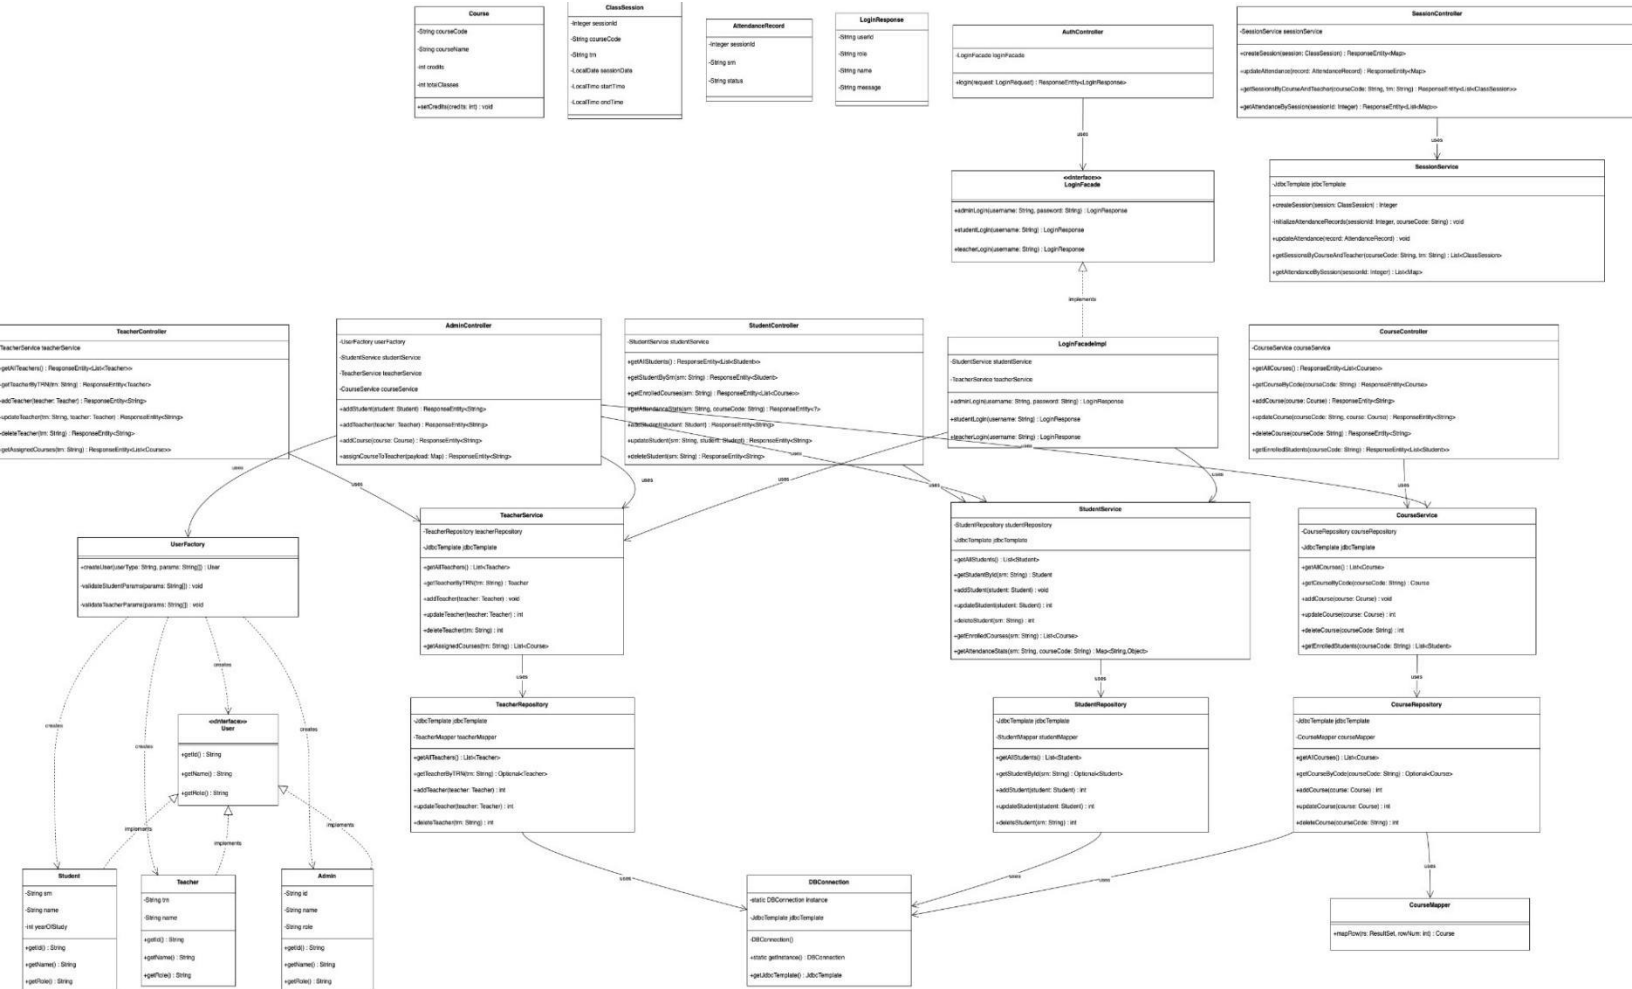 Course
-String courseCode
-String courseName
-int credits
-int totalClasses
+setCredits(credits: int) : void
ClassSession
-Integer sessionId
-String courseCode
-String trn
-LocalDate sessionDate
-LocalTime startTime
-LocalTime endTime
AttendanceRecord
-Integer sessionId
-String srn
-String status
LoginResponse
-String userId
-String role
-String name
-String message
AuthController
-LoginFacade loginFacade
+login(request: LoginRequest) : ResponseEntity<LoginResponse>
uses
SessionController
-SessionService sessionService
+createSession(session: ClassSession) : ResponseEntity<Map>
+updateAttendance(record: AttendanceRecord) : ResponseEntity<Map>
+getSessionsByCourseAndTeacher(courseCode: String, trn: String) : ResponseEntity<List<ClassSession>>
+getAttendanceBySession(sessionId: Integer) : ResponseEntity<List<Map>>
uses
<<Interface>>
LoginFacade
+adminLogin(username: String, password: String) : LoginResponse
+studentLogin(username: String) : LoginResponse
+teacherLogin(username: String) : LoginResponse
implements
SessionService
-JdbcTemplate jdbcTemplate
+createSession(session: ClassSession) : Integer
-initializeAttendanceRecords(sessionId: Integer, courseCode: String) : void
+updateAttendance(record: AttendanceRecord) : void
+getSessionsByCourseAndTeacher(courseCode: String, trn: String) : List<ClassSession>
+getAttendanceBySession(sessionId: Integer) : List<Map>
TeacherController
TeacherService teacherService
+getAllTeachers() : ResponseEntity<List<Teacher>>
+getTeacherByTRN(trn: String) : ResponseEntity<Teacher>
+addTeacher(teacher: Teacher) : ResponseEntity<String>
+updateTeacher(trn: String, teacher: Teacher) : ResponseEntity<String>
+deleteTeacher(trn: String) : ResponseEntity<String>
+getAssignedCourses(trn: String) : ResponseEntity<List<Course>>
AdminController
-UserFactory userFactory
-StudentService studentService
-TeacherService teacherService
-CourseService courseService
+addStudent(student: Student) : ResponseEntity<String>
+addTeacher(teacher: Teacher) : ResponseEntity<String>
+addCourse(course: Course) : ResponseEntity<String>
+assignCourseToTeacher(payload: Map) : ResponseEntity<String>
StudentController
-StudentService studentService
+getAllStudents() : ResponseEntity<List<Student>>
+getStudentBySrn(srn: String) : ResponseEntity<Student>
+getEnrolledCourses(srn: String) : ResponseEntity<List<Course>>
+getAttendanceStats(srn: String, courseCode: String) : ResponseEntity<?>
+addStudent(student: Student) : ResponseEntity<String>
+updateStudent(srn: String, student: Student) : ResponseEntity<String>
+deleteStudent(srn: String) : ResponseEntity<String>
LoginFacadeImpl
-StudentService studentService
-TeacherService teacherService
+adminLogin(username: String, password: String) : LoginResponse
+studentLogin(username: String) : LoginResponse
+teacherLogin(username: String) : LoginResponse
CourseController
-CourseService courseService
+getAllCourses() : ResponseEntity<List<Course>>
+getCourseByCode(courseCode: String) : ResponseEntity<Course>
+addCourse(course: Course) : ResponseEntity<String>
+updateCourse(courseCode: String, course: Course) : ResponseEntity<String>
+deleteCourse(courseCode: String) : ResponseEntity<String>
+getEnrolledStudents(courseCode: String) : ResponseEntity<List<Student>>
uses
uses
uses
uses
uses
uses
uses
uses
uses
UserFactory
+createUser(userType: String, params: String[]) : User
-validateStudentParams(params: String[]) : void
-validateTeacherParams(params: String[]) : void
TeacherService
-TeacherRepository teacherRepository
-JdbcTemplate jdbcTemplate
+getAllTeachers() : List<Teacher>
+getTeacherByTRN(trn: String) : Teacher
+addTeacher(teacher: Teacher) : void
+updateTeacher(teacher: Teacher) : int
+deleteTeacher(trn: String) : int
+getAssignedCourses(trn: String) : List<Course>
StudentService
-StudentRepository studentRepository
-JdbcTemplate jdbcTemplate
+getAllStudents() : List<Student>
+getStudentById(srn: String) : Student
+addStudent(student: Student) : void
+updateStudent(student: Student) : int
+deleteStudent(srn: String) : int
+getEnrolledCourses(srn: String) : List<Course>
+getAttendanceStats(srn: String, courseCode: String) : Map<String,Object>
CourseService
-CourseRepository courseRepository
-JdbcTemplate jdbcTemplate
+getAllCourses() : List<Course>
+getCourseByCode(courseCode: String) : Course
+addCourse(course: Course) : void
+updateCourse(course: Course) : int
+deleteCourse(courseCode: String) : int
+getEnrolledStudents(courseCode: String) : List<Student>
creates
creates
creates
creates
uses
uses
uses
<<Interface>>
User
+getId() : String
+getName() : String
+getRole() : String
implements
implements
implements
TeacherRepository
-JdbcTemplate jdbcTemplate
-TeacherMapper teacherMapper
+getAllTeachers() : List<Teacher>
+getTeacherByTRN(trn: String) : Optional<Teacher>
+addTeacher(teacher: Teacher) : int
+updateTeacher(teacher: Teacher) : int
+deleteTeacher(trn: String) : int
StudentRepository
-JdbcTemplate jdbcTemplate
-StudentMapper studentMapper
+getAllStudents() : List<Student>
+getStudentById(srn: String) : Optional<Student>
+addStudent(student: Student) : int
+updateStudent(student: Student) : int
+deleteStudent(srn: String) : int
CourseRepository
-JdbcTemplate jdbcTemplate
-CourseMapper courseMapper
+getAllCourses() : List<Course>
+getCourseByCode(courseCode: String) : Optional<Course>
+addCourse(course: Course) : int
+updateCourse(course: Course) : int
+deleteCourse(courseCode: String) : int
uses
uses
uses
uses
Student
-String srn
-String name
-int yearOfStudy
+getId() : String
+getName() : String
+getRole() : String
Teacher
-String trn
-String name
+getId() : String
+getName() : String
+getRole() : String
Admin
-String id
-String name
-String role
+getId() : String
+getName() : String
+getRole() : String
DBConnection
-static DBConnection instance
-JdbcTemplate jdbcTemplate
-DBConnection()
+static getInstance() : DBConnection
+getJdbcTemplate() : JdbcTemplate
CourseMapper
+mapRow(rs: ResultSet, rowNum: int) : Course